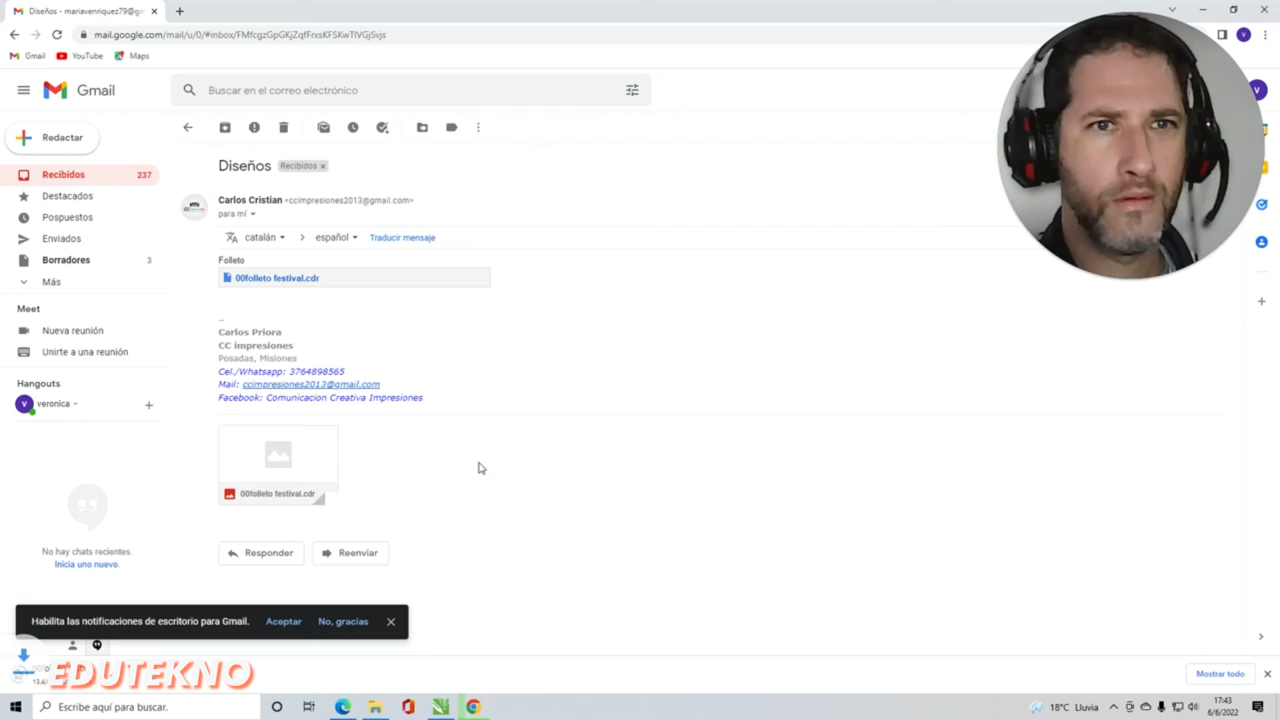 Diseños - mariavenriquez79@gm
mail.google.com/mail/u/0/#inbox/FMfcgzGpGKjZqfFrxsKFSKwTlVGjSvjs
Gmail YouTube Maps
Gmail
Buscar en el correo electrónico
V
V
Redactar
Recibidos 237
Destacados
Pospuestos
Enviados
Borradores 3
Más
Meet
Nueva reunión
Unirte a una reunión
Hangouts
V veronica
No hay chats recientes.
Inicia uno nuevo.
Diseños Recibidos x
Carlos Cristian <ccimpresiones2013@gmail.com>
para mí
catalán > español Traducir mensaje
Folleto
00folleto festival.cdr
--
Carlos Priora
CC impresiones
Posadas, Misiones
Cel./Whatsapp: 3764898565
Mail: ccimpresiones2013@gmail.com
Facebook: Comunicacion Creativa Impresiones
00folleto festival.cdr
Responder Reenviar
Habilita las notificaciones de escritorio para Gmail. Aceptar No, gracias
EDUTEKNO
Mostrar todo
Escribe aquí para buscar.
18°C Lluvia
17:43
6/6/2022